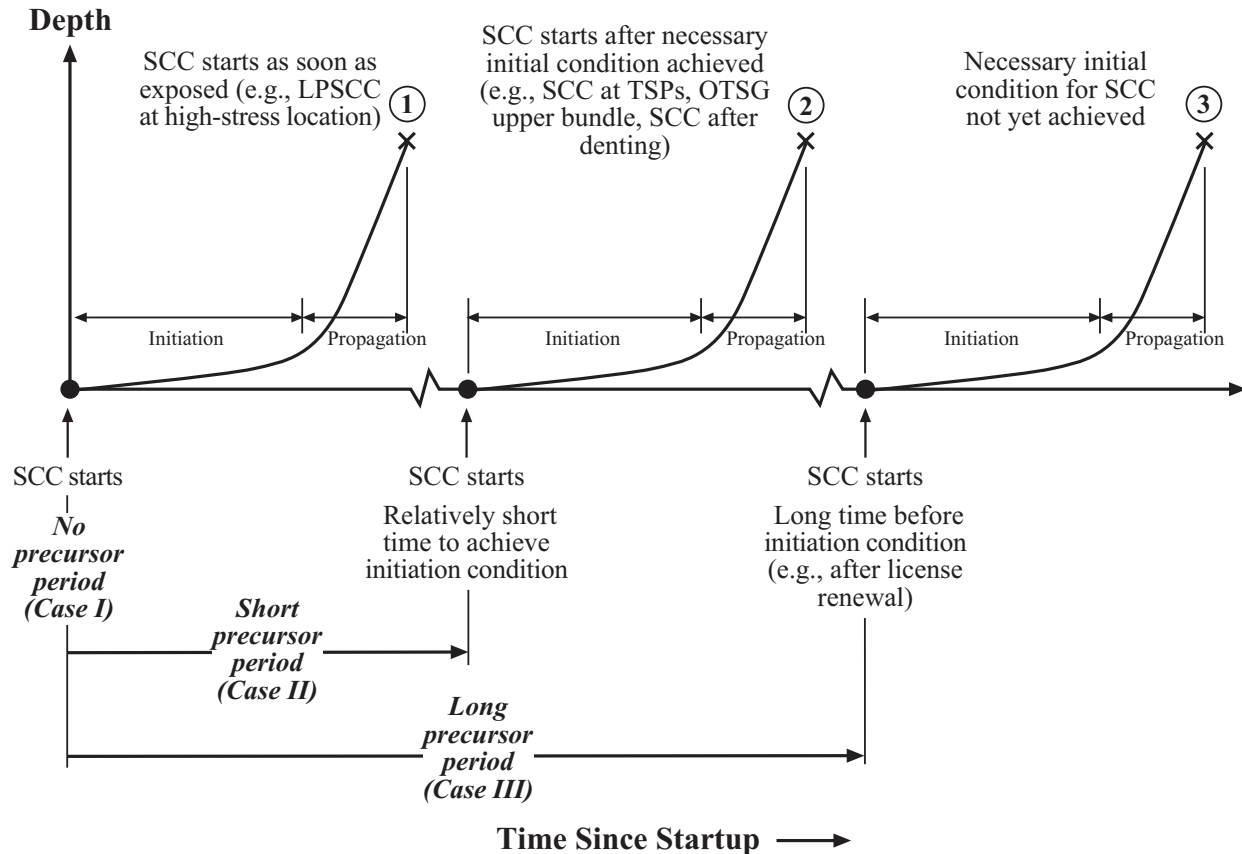 Depth
SCC starts as soon as
exposed (e.g., LPSCC
at high-stress location)
1
SCC starts after necessary
initial condition achieved
(e.g., SCC at TSPs, OTSG
upper bundle, SCC after
denting)
2
Necessary initial
condition for SCC
not yet achieved
3
Initiation
Propagation
Initiation
Propagation
Initiation
Propagation
SCC starts
No
precursor
period
(Case I)
SCC starts
Relatively short
time to achieve
initiation condition
SCC starts
Long time before
initiation condition
(e.g., after license
renewal)
Short
precursor
period
(Case II)
Long
precursor
period
(Case III)
Time Since Startup